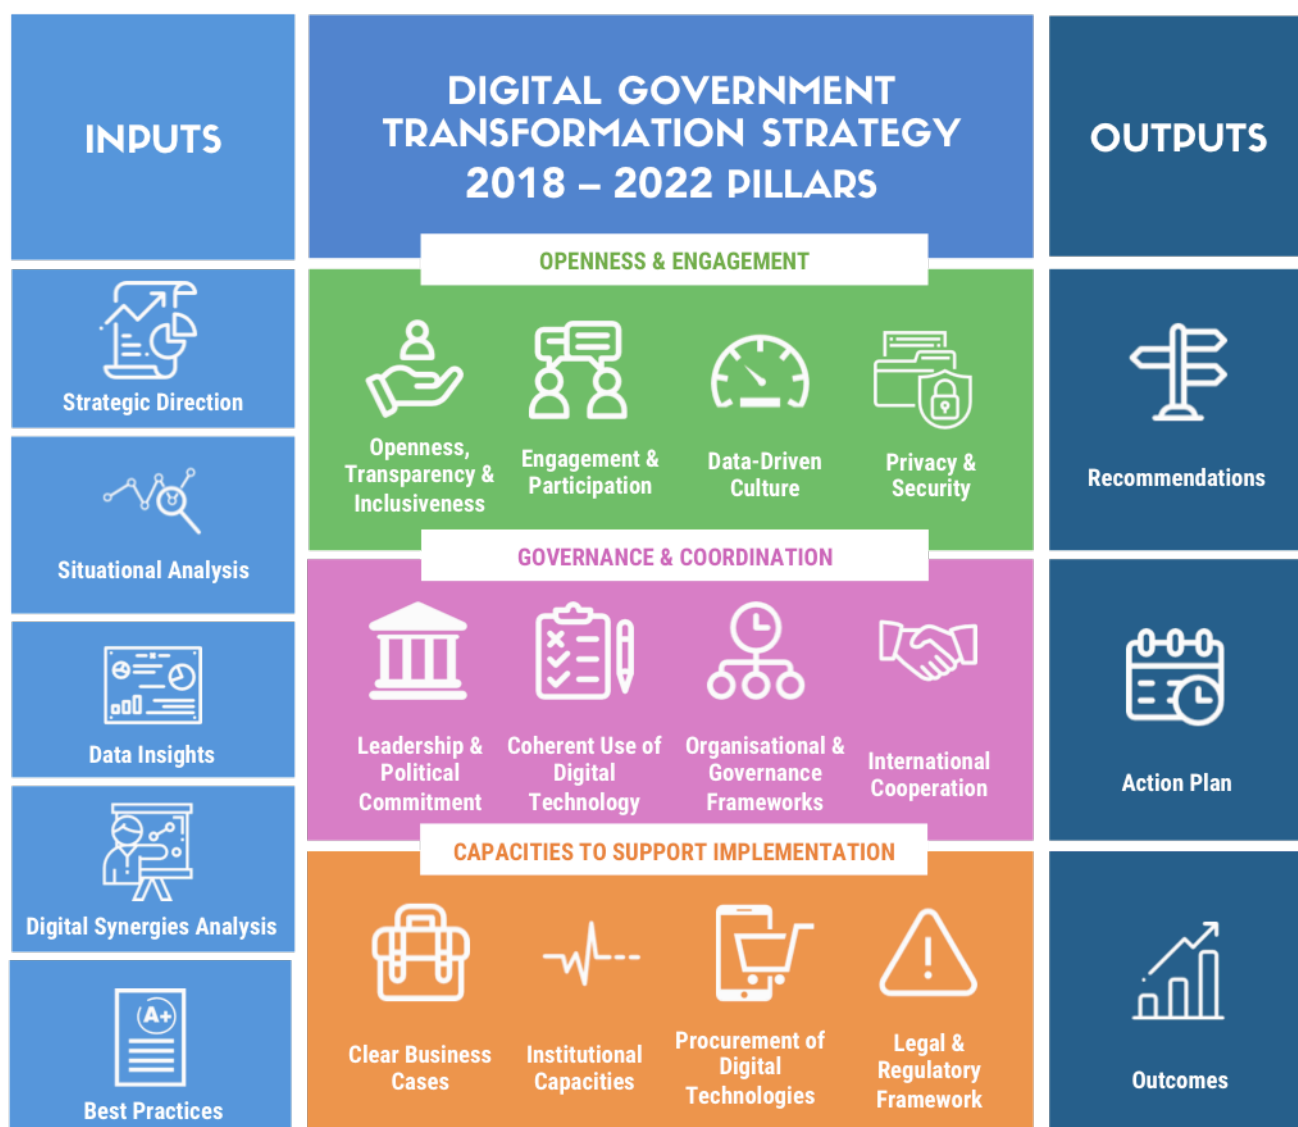 INPUTS
DIGITAL GOVERNMENT
TRANSFORMATION STRATEGY
2018 – 2022 PILLARS
OUTPUTS
Strategic Direction
Situational Analysis
Data Insights
Digital Synergies Analysis
A+
Best Practices
OPENNESS & ENGAGEMENT
Openness,
Transparency &
Inclusiveness
Engagement &
Participation
Data-Driven
Culture
Privacy &
Security
GOVERNANCE & COORDINATION
Leadership &
Political
Commitment
Coherent Use of
Digital
Technology
Organisational &
Governance
Frameworks
International
Cooperation
CAPACITIES TO SUPPORT IMPLEMENTATION
Clear Business
Cases
Institutional
Capacities
Procurement of
Digital
Technologies
Legal &
Regulatory
Framework
Recommendations
Action Plan
Outcomes